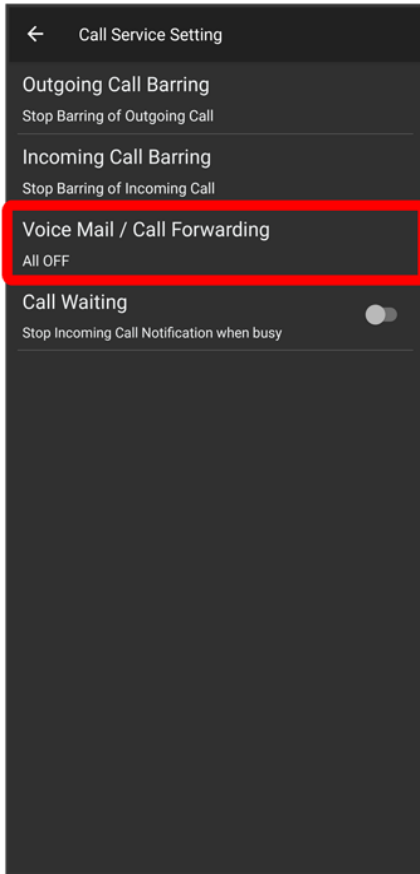 Call Service Setting
Outgoing Call Barring
Stop Barring of Outgoing Call
Incoming Call Barring
Stop Barring of Incoming Call
Voice Mail / Call Forwarding
All OFF
Call Waiting
Stop Incoming Call Notification when busy